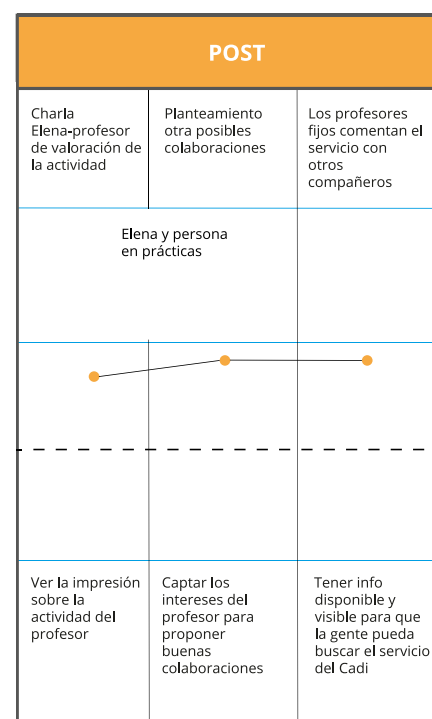 POST
Charla
Elena-profesor
de valoración de
la actividad
Planteamiento
otra posibles
colaboraciones
Los profesores
fijos comentan el
servicio con
otros
compañeros
Elena y persona
en prácticas
Ver la impresión
sobre la
actividad del
profesor
Captar los
intereses del
profesor para
proponer
buenas
colaboraciones
Tener info
disponible y
visible para que
la gente pueda
buscar el servicio
del Cadi